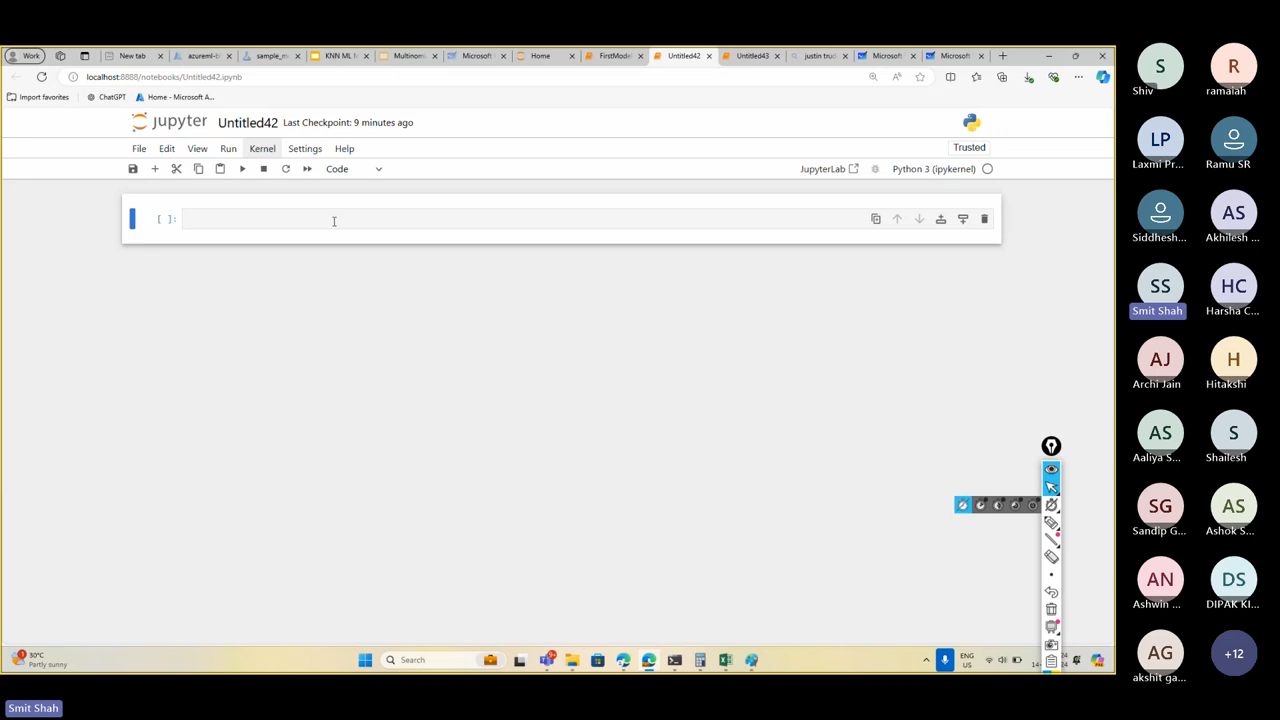 Work
New tab
azureml-b
sample_m
KNN ML M
Multinom
Microsoft
Home
FirstMode
Untitled42
Untitled43
justin trud
Microsoft
Microsoft
localhost:8888/notebooks/Untitled42.ipynb
Import favorites
ChatGPT
Home - Microsoft A...
jupyter
Untitled42 Last Checkpoint: 9 minutes ago
File Edit View Run Kernel Settings Help
Trusted
Code
JupyterLab
Python 3 (ipykernel)
[ ]:
30°C
Partly sunny
Search
ENG
US
S
Shiv
R
ramaiah
LP
Laxmi Pr...
Ramu SR
Siddhesh...
AS
Akhilesh ...
SS
Smit Shah
HC
Harsha C...
AJ
Archi Jain
H
Hitakshi
AS
Aaliya S...
S
Shailesh
SG
Sandip G...
AS
Ashok S...
AN
Ashwin ...
DS
DIPAK KI...
AG
akshit ga...
+12
Smit Shah